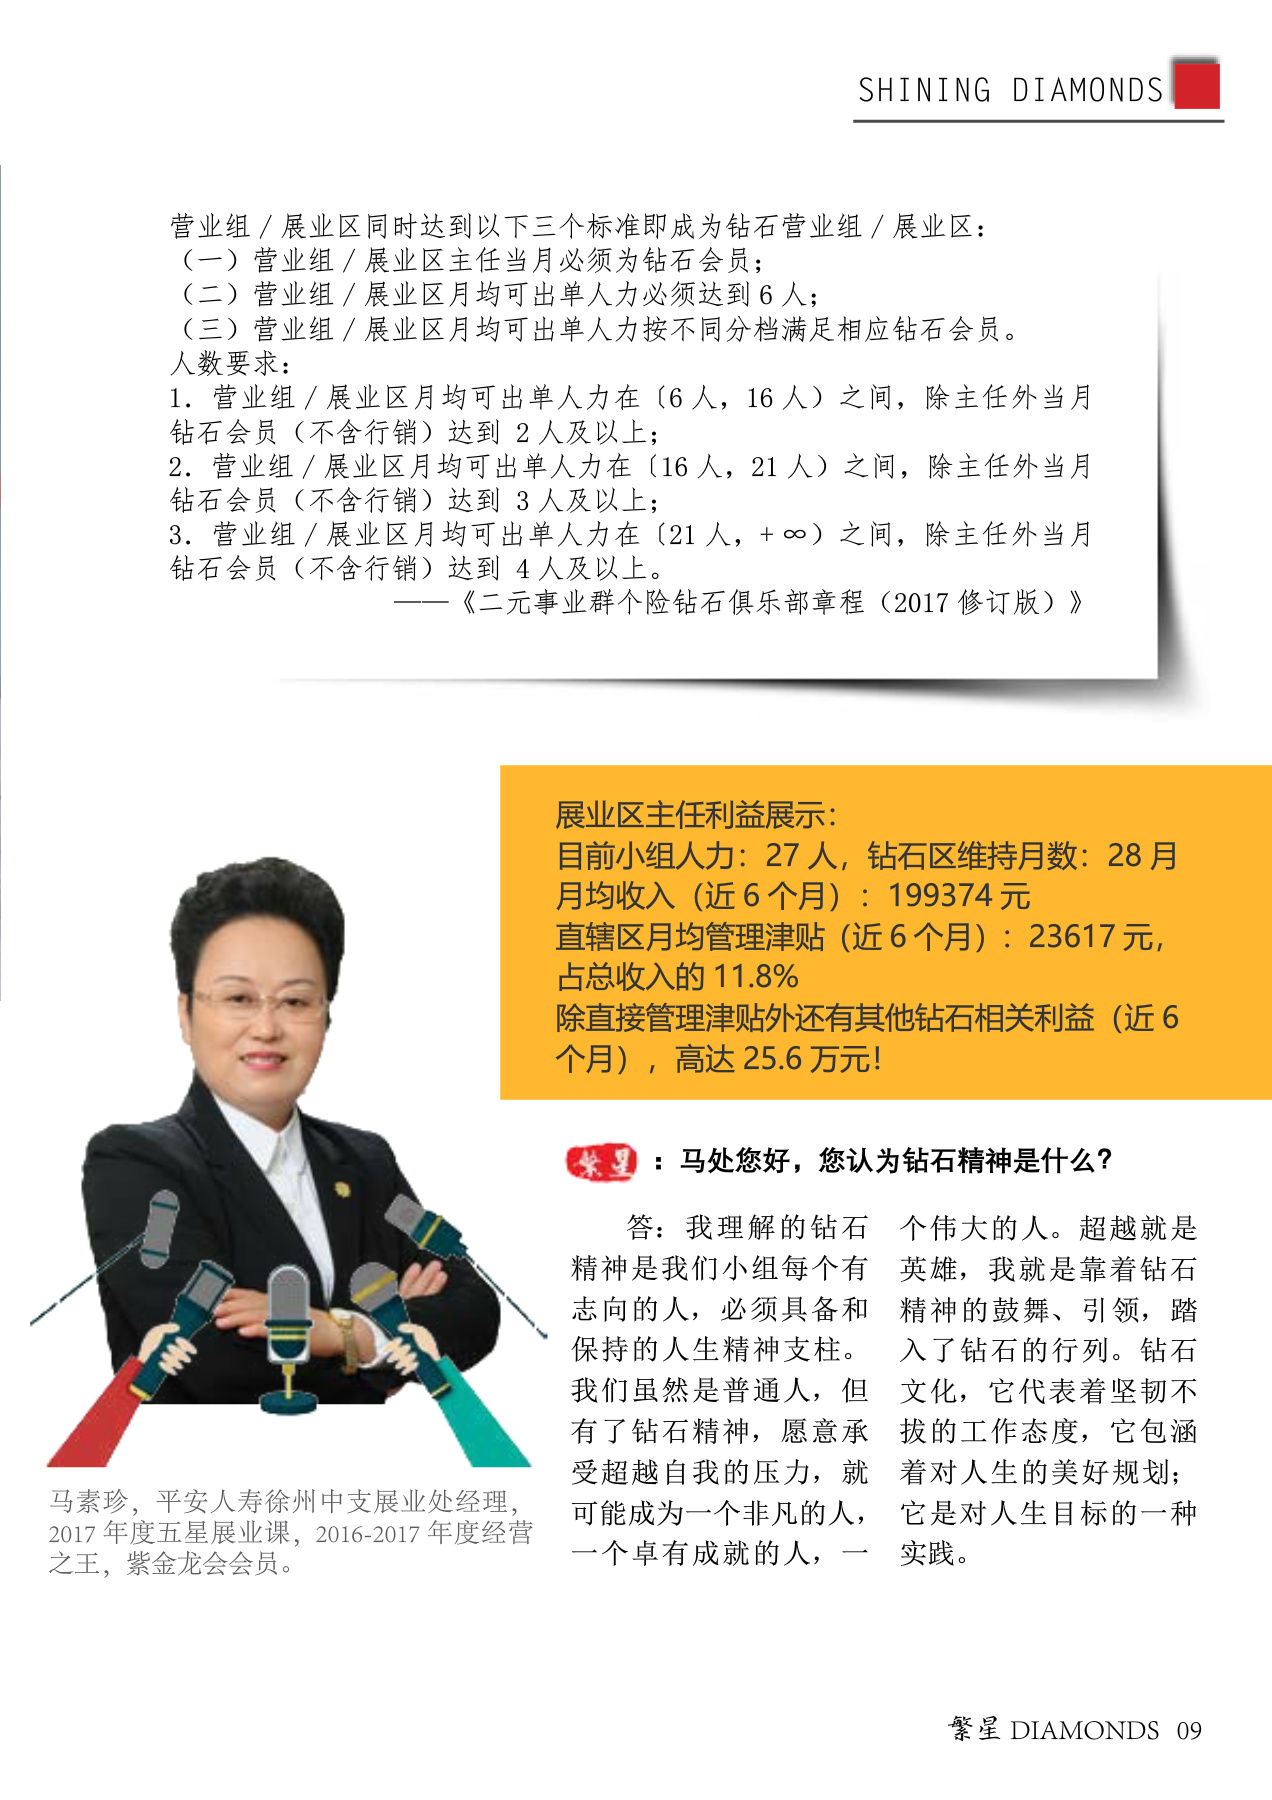 SHINING DIAMONDS
营业组／展业区同时达到以下三个标准即成为钻石营业组／展业区：
（一）营业组／展业区主任当月必须为钻石会员；
（二）营业组／展业区月均可出单人力必须达到 6 人；
（三）营业组／展业区月均可出单人力按不同分档满足相应钻石会员。
人数要求：
1. 营业组／展业区月均可出单人力在〔6 人，16 人）之间，除主任外当月
钻石会员（不含行销）达到 2 人及以上；
2. 营业组／展业区月均可出单人力在〔16 人，21 人）之间，除主任外当月
钻石会员（不含行销）达到 3 人及以上；
3. 营业组／展业区月均可出单人力在〔21 人，+ ∞）之间，除主任外当月
钻石会员（不含行销）达到 4 人及以上。
——《二元事业群个险钻石俱乐部章程（2017 修订版）》
展业区主任利益展示：
目前小组人力：27 人，钻石区维持月数：28 月
月均收入（近 6 个月）：199374 元
直辖区月均管理津贴（近 6 个月）：23617 元，
占总收入的 11.8%
除直接管理津贴外还有其他钻石相关利益（近 6
个月），高达 25.6 万元！
繁星：马处您好，您认为钻石精神是什么？
答：我理解的钻石
精神是我们小组每个有
志向的人，必须具备和
保持的人生精神支柱。
我们虽然是普通人，但
有了钻石精神，愿意承
受超越自我的压力，就
可能成为一个非凡的人，
一个卓有成就的人，一
个伟大的人。超越就是
英雄，我就是靠着钻石
精神的鼓舞、引领，踏
入了钻石的行列。钻石
文化，它代表着坚韧不
拔的工作态度，它包涵
着对人生的美好规划；
它是对人生目标的一种
实践。
马素珍，平安人寿徐州中支展业处经理，
2017 年度五星展业课，2016-2017 年度经营
之王，紫金龙会会员。
繁星 DIAMONDS 09